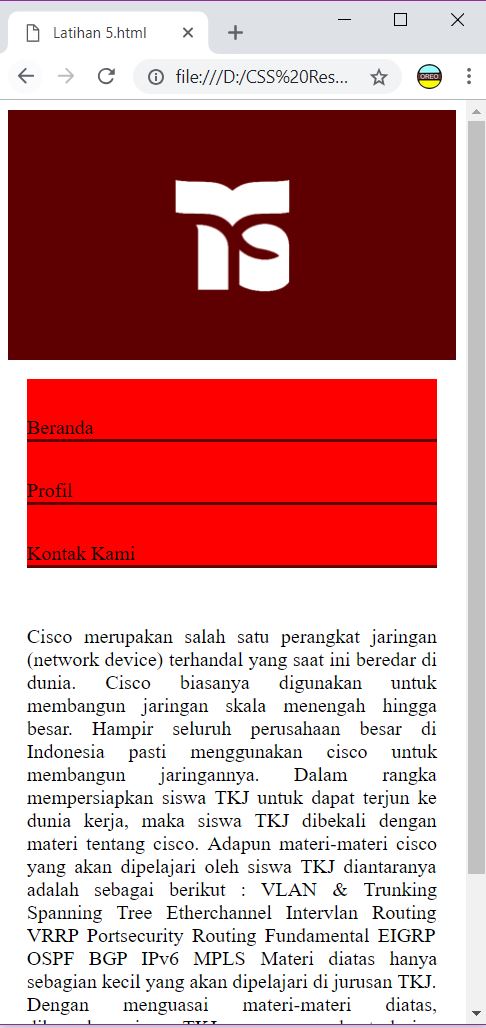 Latihan 5.html
file:///D:/CSS%20Res...
OREO
Beranda
Profil
Kontak Kami
Cisco merupakan salah satu perangkat jaringan
(network device) terhandal yang saat ini beredar di
dunia. Cisco biasanya digunakan untuk
membangun jaringan skala menengah hingga
besar. Hampir seluruh perusahaan besar di
Indonesia pasti menggunakan cisco untuk
membangun jaringannya. Dalam rangka
mempersiapkan siswa TKJ untuk dapat terjun ke
dunia kerja, maka siswa TKJ dibekali dengan
materi tentang cisco. Adapun materi-materi cisco
yang akan dipelajari oleh siswa TKJ diantaranya
adalah sebagai berikut : VLAN & Trunking
Spanning Tree Etherchannel Intervlan Routing
VRRP Portsecurity Routing Fundamental EIGRP
OSPF BGP IPv6 MPLS Materi diatas hanya
sebagian kecil yang akan dipelajari di jurusan TKJ.
Dengan menguasai materi-materi diatas,